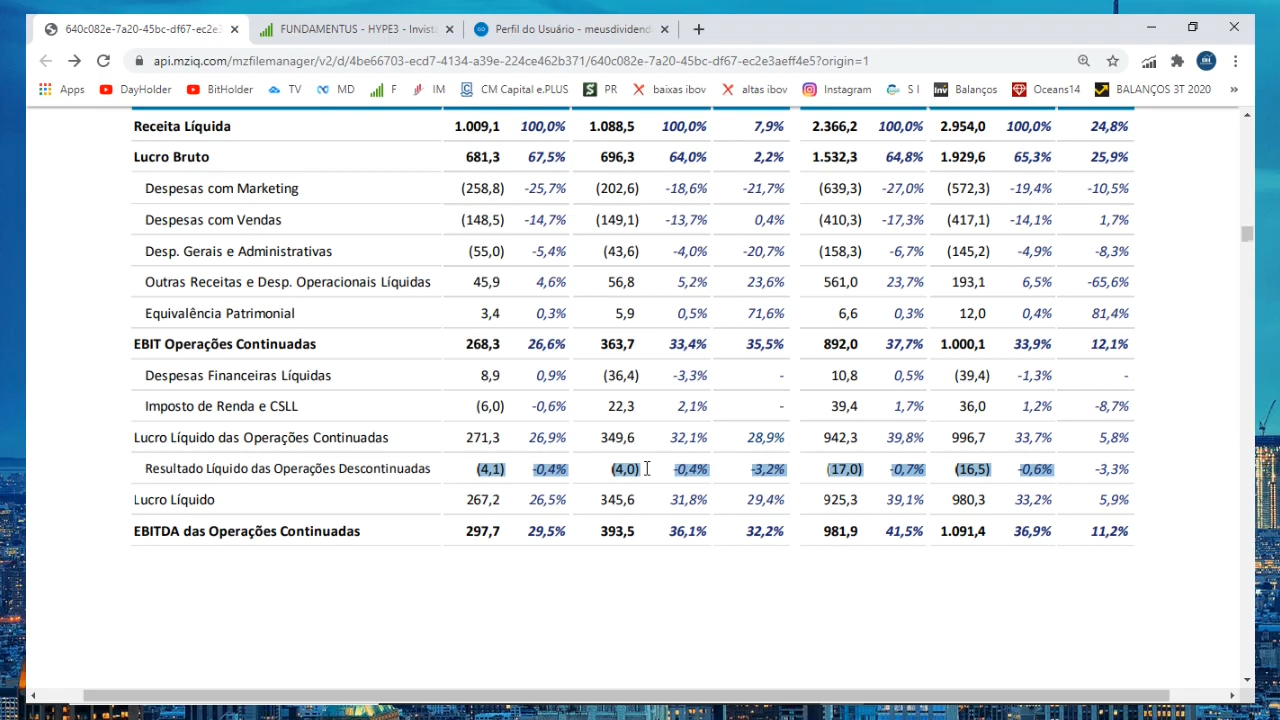 640c082e-7a20-45bc-df67-ec2e3
FUNDAMENTUS - HYPE3 - Invist
Perfil do Usuário - meusdividend
api.mziq.com/mzfilemanager/v2/d/4be66703-ecd7-4134-a39e-224ce462b371/640c082e-7a20-45bc-df67-ec2e3aeff4e5?origin=1
Apps DayHolder BitHolder TV MD F IM CM Capital e.PLUS PR baixas ibov altas ibov Instagram S I Balanços Oceans14 BALANÇOS 3T 2020 »
Receita Líquida 1.009,1 100,0% 1.088,5 100,0% 7,9% 2.366,2 100,0% 2.954,0 100,0% 24,8%
Lucro Bruto 681,3 67,5% 696,3 64,0% 2,2% 1.532,3 64,8% 1.929,6 65,3% 25,9%
Despesas com Marketing (258,8) -25,7% (202,6) -18,6% -21,7% (639,3) -27,0% (572,3) -19,4% -10,5%
Despesas com Vendas (148,5) -14,7% (149,1) -13,7% 0,4% (410,3) -17,3% (417,1) -14,1% 1,7%
Desp. Gerais e Administrativas (55,0) -5,4% (43,6) -4,0% -20,7% (158,3) -6,7% (145,2) -4,9% -8,3%
Outras Receitas e Desp. Operacionais Líquidas 45,9 4,6% 56,8 5,2% 23,6% 561,0 23,7% 193,1 6,5% -65,6%
Equivalência Patrimonial 3,4 0,3% 5,9 0,5% 71,6% 6,6 0,3% 12,0 0,4% 81,4%
EBIT Operações Continuadas 268,3 26,6% 363,7 33,4% 35,5% 892,0 37,7% 1.000,1 33,9% 12,1%
Despesas Financeiras Líquidas 8,9 0,9% (36,4) -3,3% - 10,8 0,5% (39,4) -1,3% -
Imposto de Renda e CSLL (6,0) -0,6% 22,3 2,1% - 39,4 1,7% 36,0 1,2% -8,7%
Lucro Líquido das Operações Continuadas 271,3 26,9% 349,6 32,1% 28,9% 942,3 39,8% 996,7 33,7% 5,8%
Resultado Líquido das Operações Descontinuadas (4,1) -0,4% (4,0) -0,4% -3,2% (17,0) -0,7% (16,5) -0,6% -3,3%
Lucro Líquido 267,2 26,5% 345,6 31,8% 29,4% 925,3 39,1% 980,3 33,2% 5,9%
EBITDA das Operações Continuadas 297,7 29,5% 393,6 36,1% 32,2% 981,9 41,5% 1.091,4 36,9% 11,2%